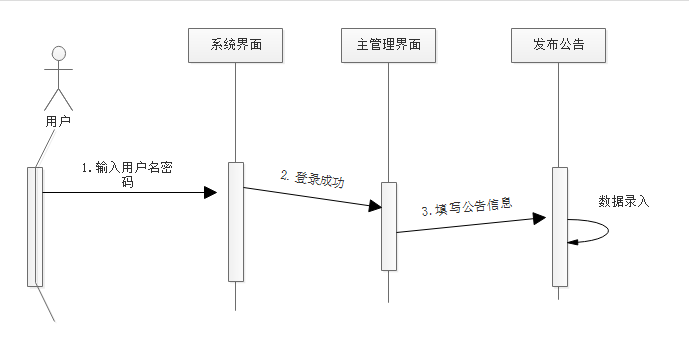 系统界面
主管理界面
发布公告
用户
1.输入用户名密
码
2.登录成功
3.填写公告信息
数据录入